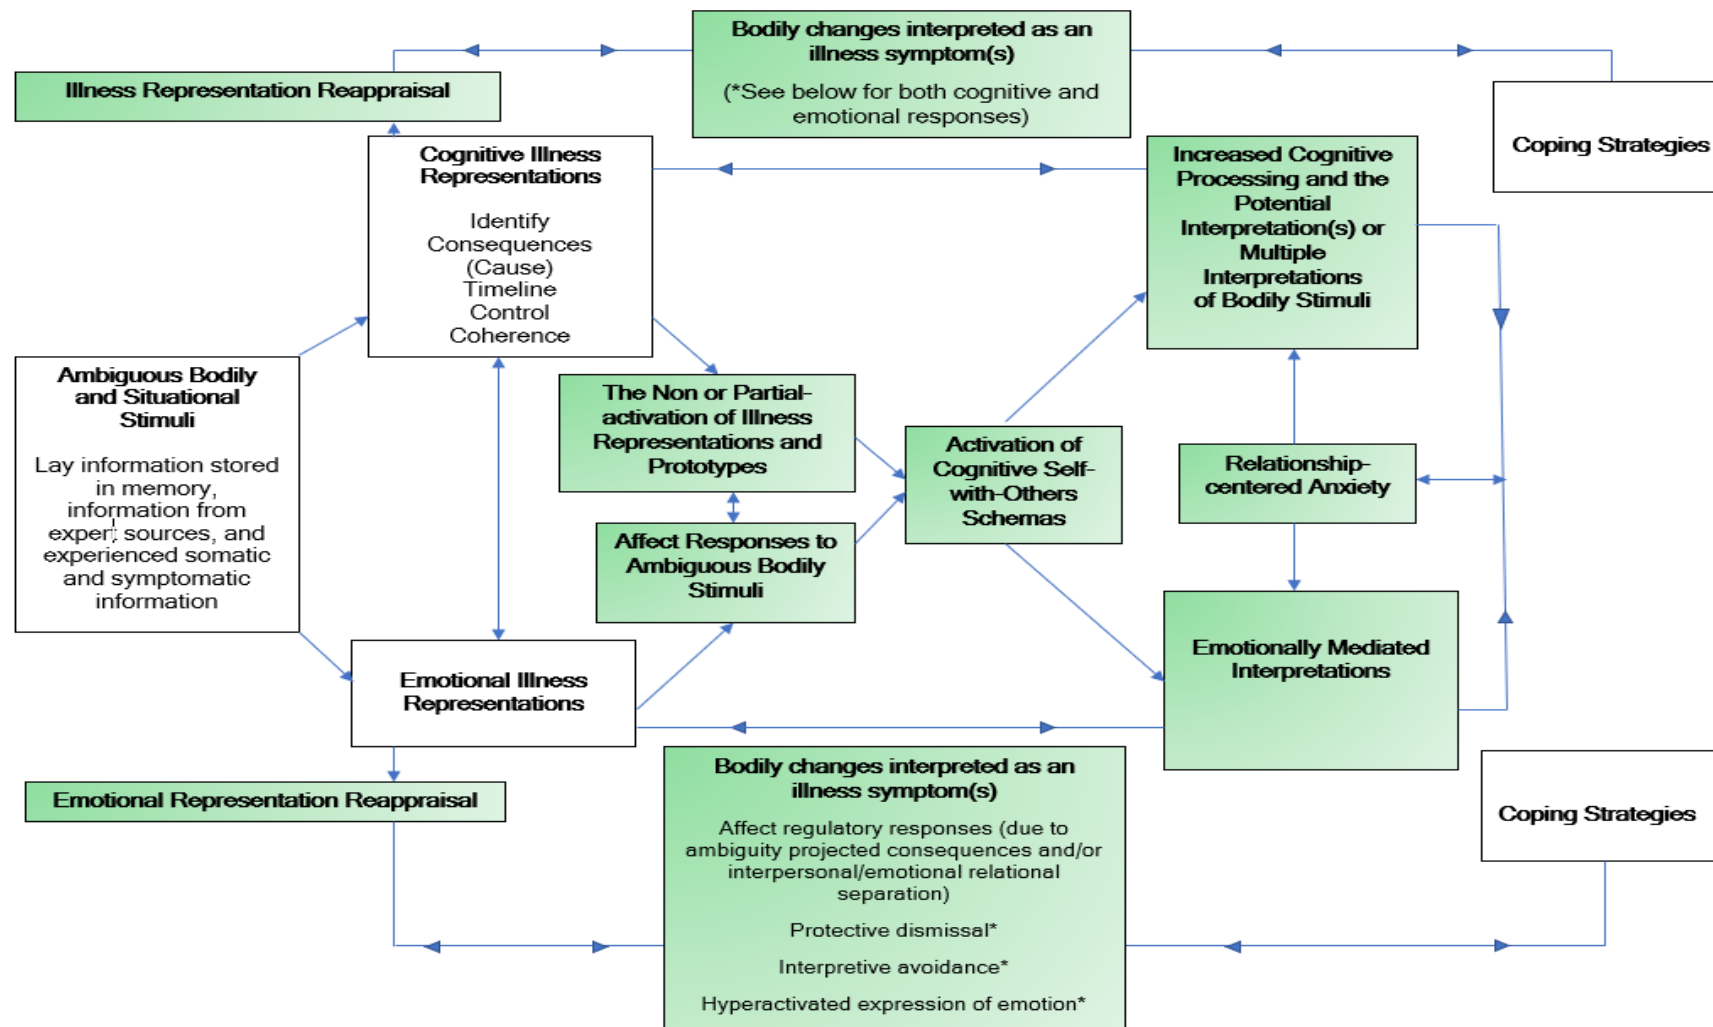 Bodily changes interpreted as an
illness symptom(s)
(*See below for both cognitive and
emotional responses)
Illness Representation Reappraisal
Coping Strategies
Cognitive Illness
Representations
Identify
Consequences
(Cause)
Timeline
Control
Coherence
Increased Cognitive
Processing and the
Potential
Interpretation(s) or
Multiple
Interpretations
of Bodily Stimuli
Ambiguous Bodily
and Situational
Stimuli
Lay information stored
in memory,
information from
expert sources, and
experienced somatic
and symptomatic
information
The Non or Partial-
activation of Illness
Representations and
Prototypes
Affect Responses to
Ambiguous Bodily
Stimuli
Activation of
Cognitive Self-
with-Others
Schemas
Relationship-
centered Anxiety
Emotionally Mediated
Interpretations
Emotional Illness
Representations
Emotional Representation Reappraisal
Bodily changes interpreted as an
illness symptom(s)
Affect regulatory responses (due to
ambiguity projected consequences and/or
interpersonal/emotional relational
separation)
Protective dismissal*
Interpretive avoidance*
Hyperactivated expression of emotion*
Coping Strategies